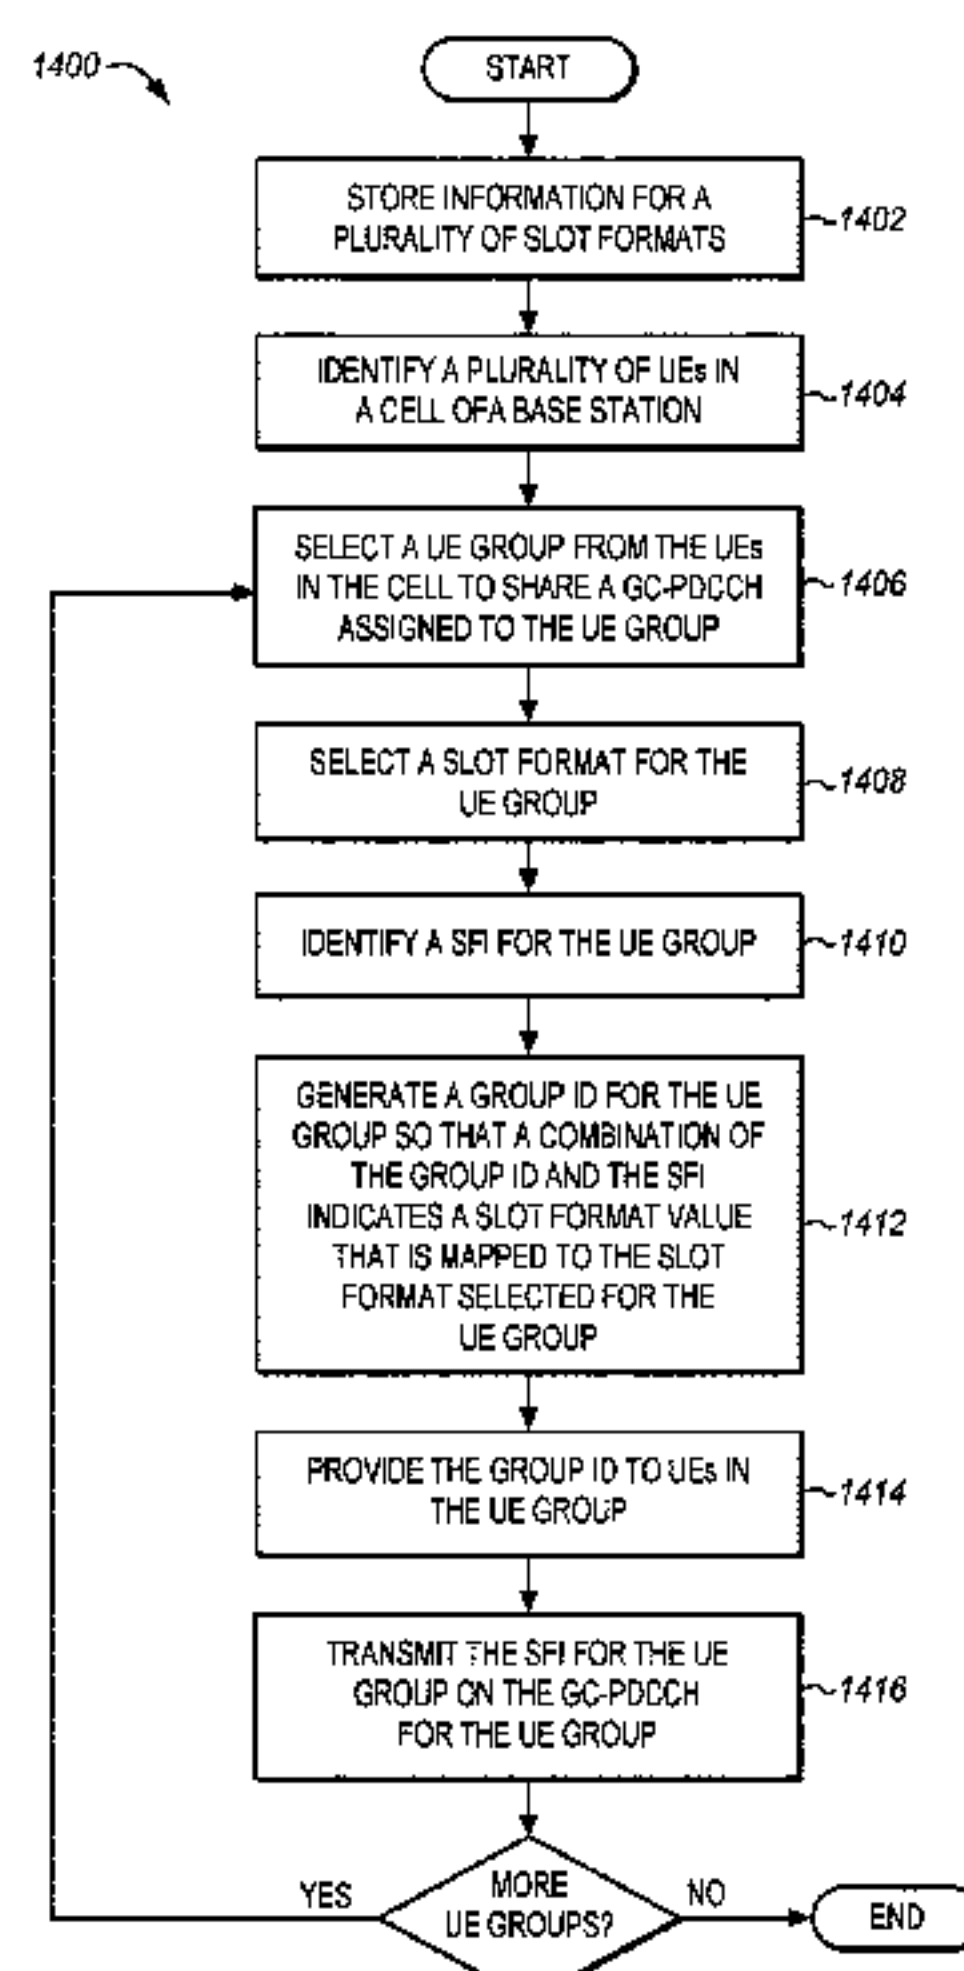 1400
START
STORE INFORMATION FOR A
PLURALITY OF SLOT FORMATS
1402
IDENTIFY A PLURALITY OF UEs IN
A CELL OFA BASE STATION
1404
SELECT A UE GROUP FROM THE UEs
IN THE CELL TO SHARE A GC-PDCCH
ASSIGNED TO THE UE GROUP
1406
SELECT A SLOT FORMAT FOR THE
UE GROUP
1408
IDENTIFY A SFI FOR THE UE GROUP
1410
GENERATE A GROUP ID FOR THE UE
GROUP SO THAT A COMBINATION OF
THE GROUP ID AND THE SFI
INDICATES A SLOT FORMAT VALUE
THAT IS MAPPED TO THE SLOT
FORMAT SELECTED FOR THE
UE GROUP
1412
PROVIDE THE GROUP ID TO UEs IN
THE UE GROUP
1414
TRANSMIT THE SFI FOR THE UE
GROUP ON THE GC-PDCCH
FOR THE UE GROUP
1416
MORE
UE GROUPS?
YES
NO
END